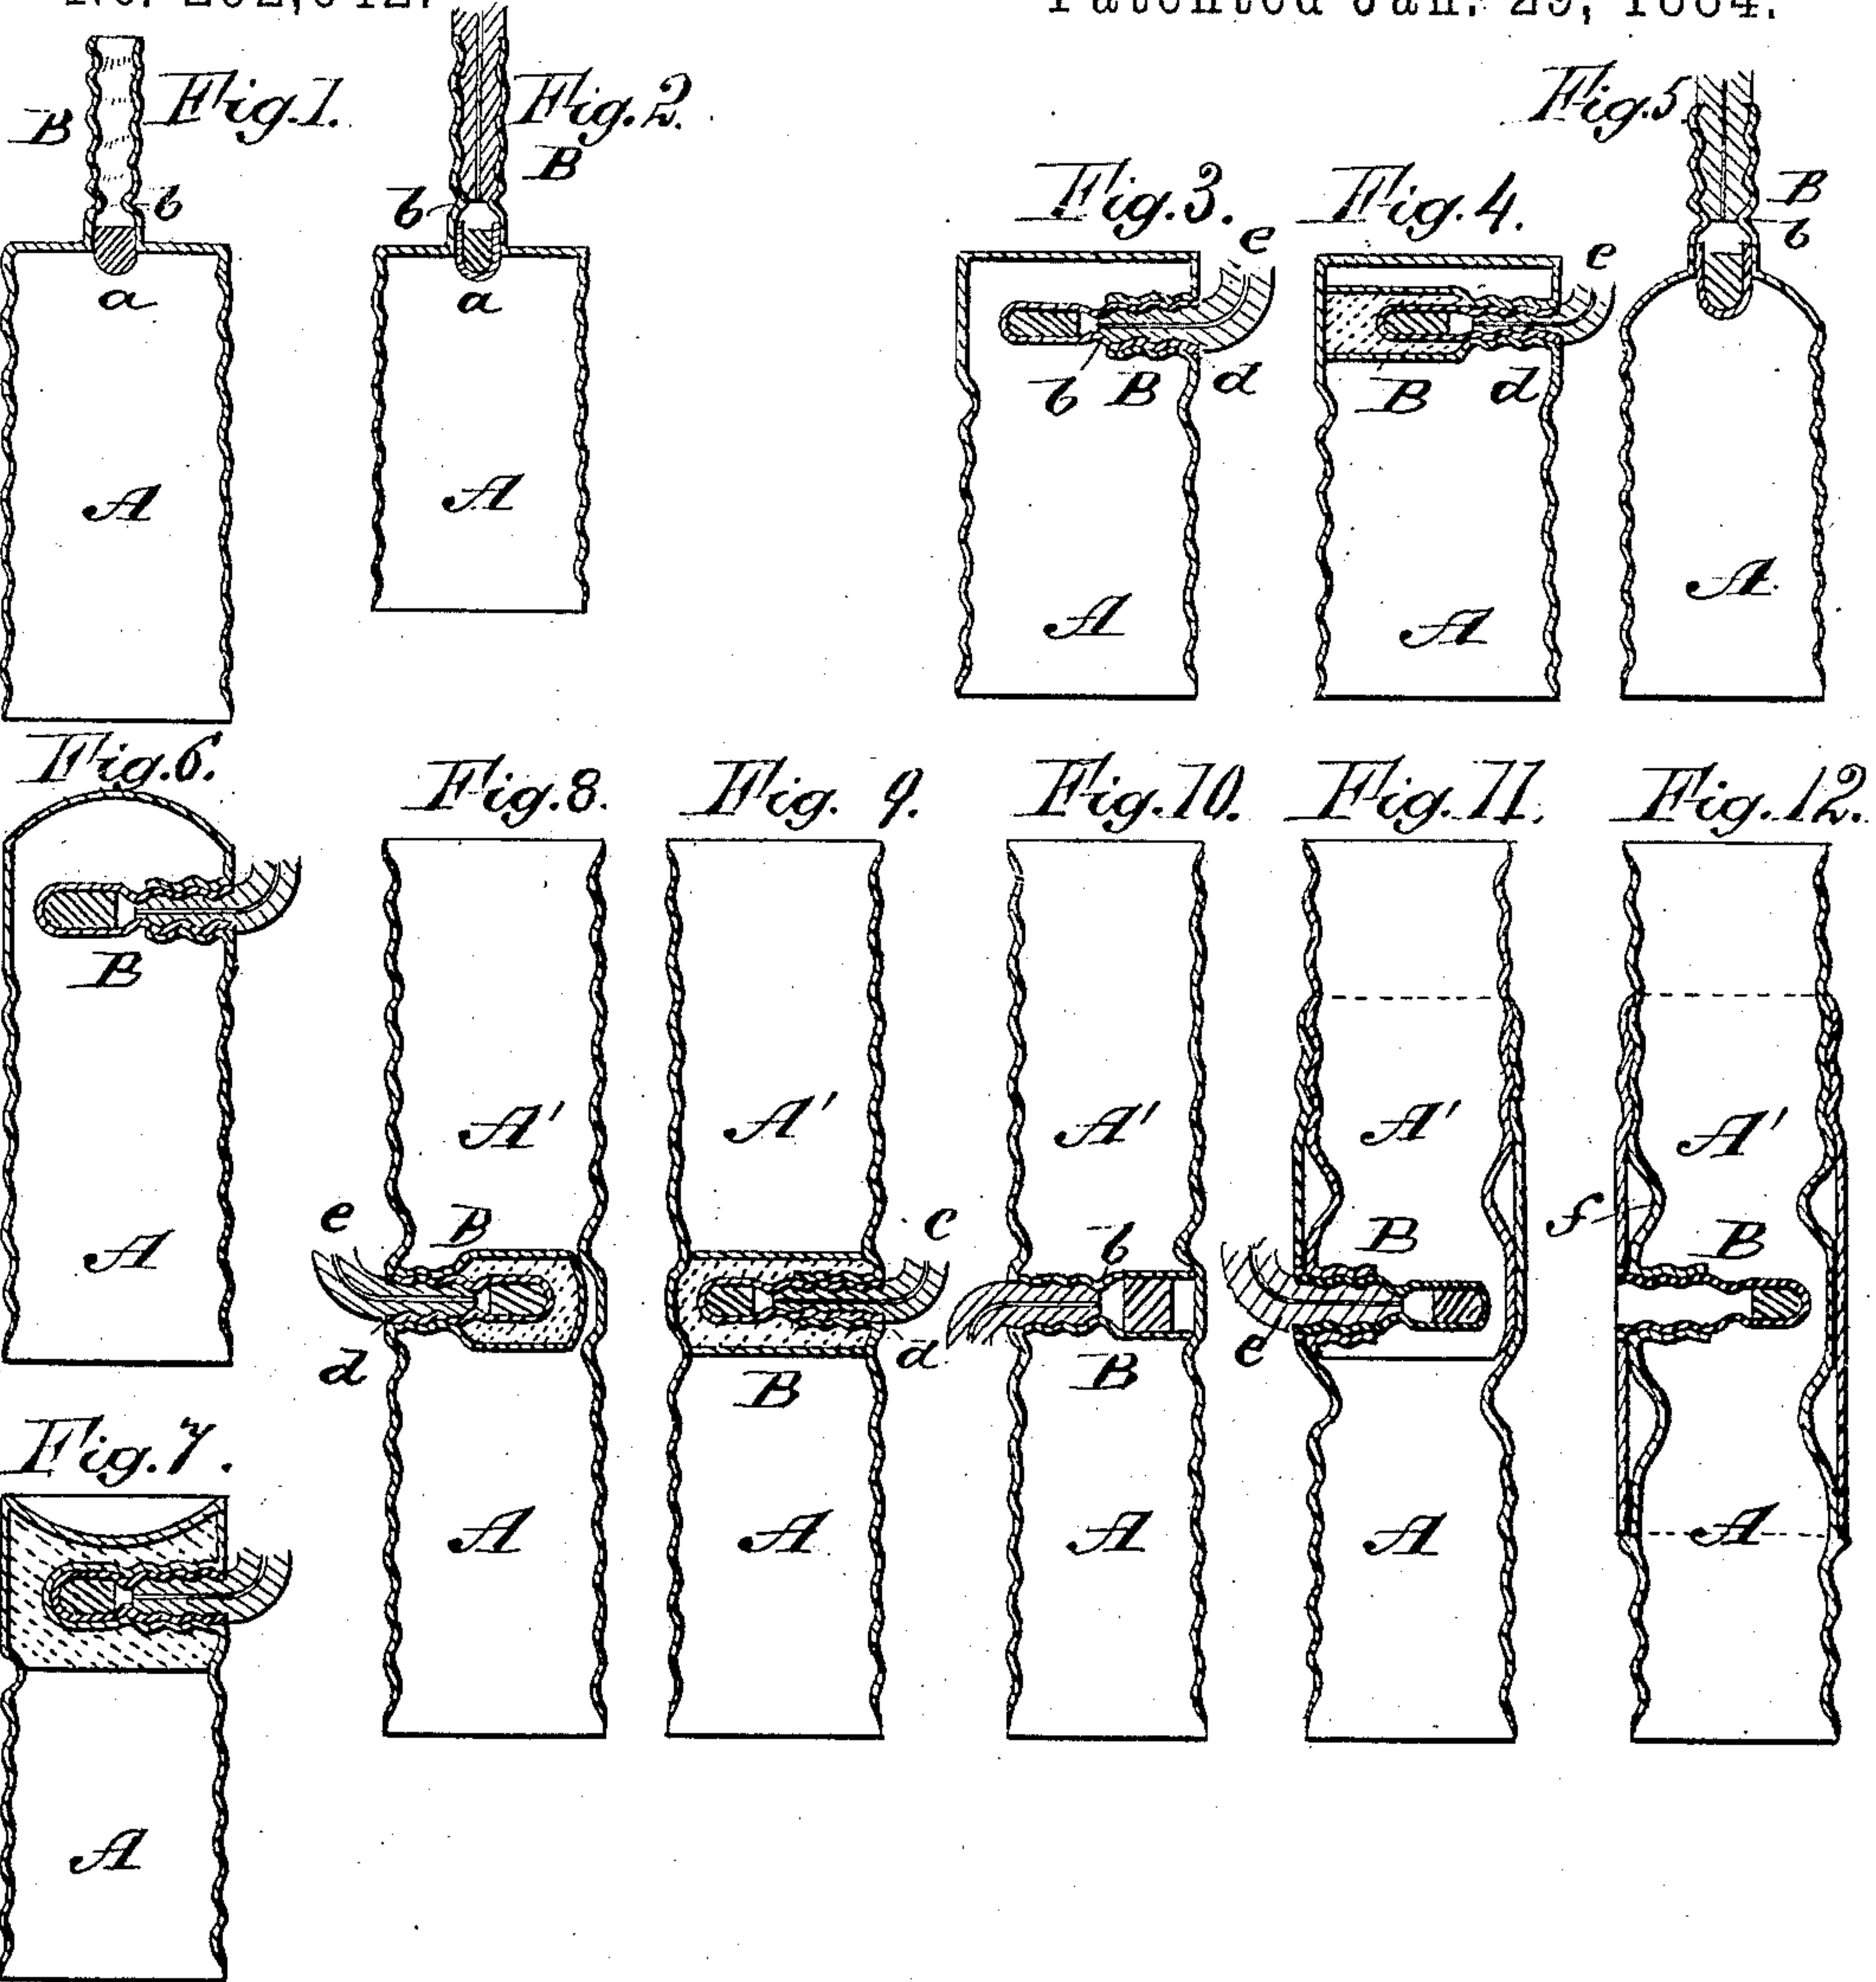 Patented Jan. 29, 1884.
Fig. 1.
B
b
a
A
Fig. 2.
B
b
a
A
Fig. 3.
e
b
B
d
A
Fig. 4.
e
B
d
A
Fig. 5
B
b
A
Fig. 6.
B
A
Fig. 7.
A
Fig. 8.
A'
e
B
d
A
Fig. 9.
A'
c
d
B
A
Fig. 10.
A'
b
B
A
Fig. 11.
A'
B
e
A
Fig. 12.
A'
f
B
A